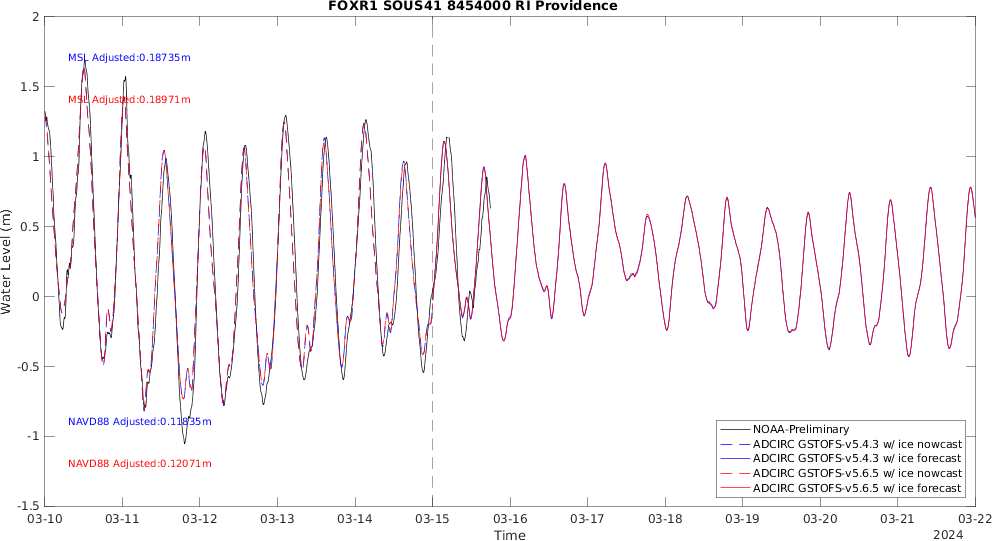 FOXR1 SOUS41 8454000 RI Providence
2
1.5
1
0.5
0
-0.5
-1
-1.5
Water Level (m)
MSL Adjusted:0.18735m
MSL Adjusted:0.18971m
NAVD88 Adjusted:0.11835m
NAVD88 Adjusted:0.12071m
NOAA-Preliminary
ADCIRC GSTOFS-v5.4.3 w/ ice nowcast
ADCIRC GSTOFS-v5.4.3 w/ ice forecast
ADCIRC GSTOFS-v5.6.5 w/ ice nowcast
ADCIRC GSTOFS-v5.6.5 w/ ice forecast
03-10 03-11 03-12 03-13 03-14 03-15 03-16 03-17 03-18 03-19 03-20 03-21 03-22
Time
2024